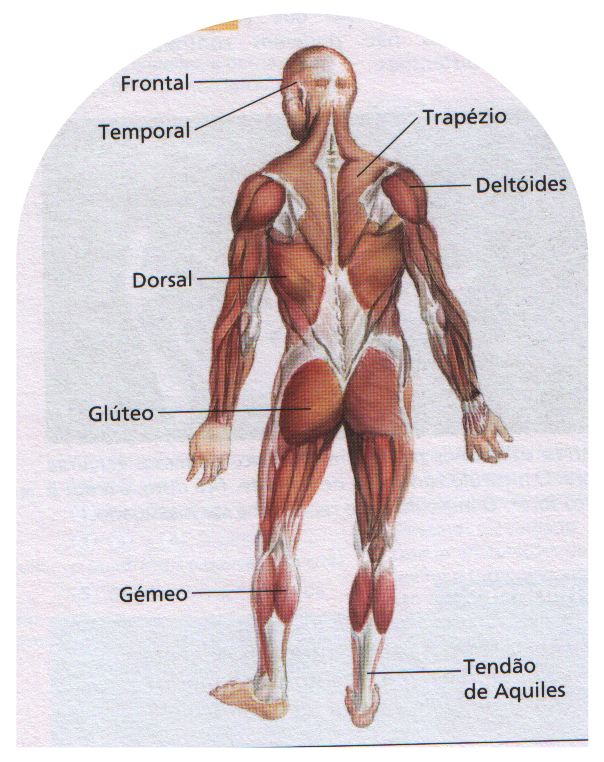 Frontal
Temporal
Trapézio
Deltóides
Dorsal
Glúteo
Gémeo
Tendão
de Aquiles